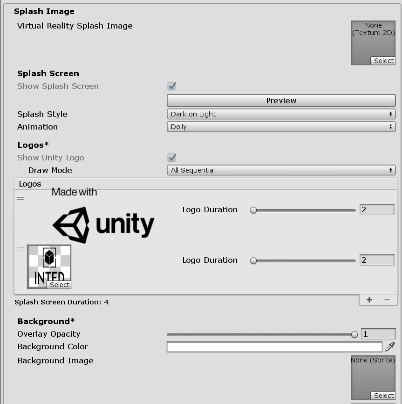 Splash Image
Virtual Reality Splash Image
None
(Texture 2D)
Select
Splash Screen
Show Splash Screen
Preview
Splash Style
Dark on Light
Animation
Dolly
Logos*
Show Unity Logo
Draw Mode
All Sequential
Logos
Made with
unity
Logo Duration
2
INTED
Select
Logo Duration
2
+ −
Splash Screen Duration: 4
Background*
Overlay Opacity
1
Background Color
Background Image
None (Sprite)
Select